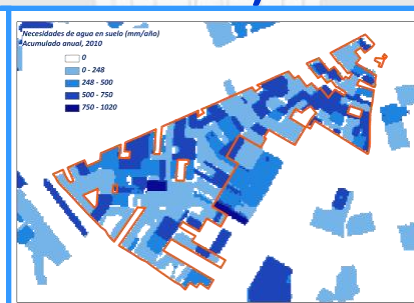 Necesidades de agua en suelo (mm/año)
Acumulado anual, 2010
0
0 - 248
248 - 500
500 - 750
750 - 1020